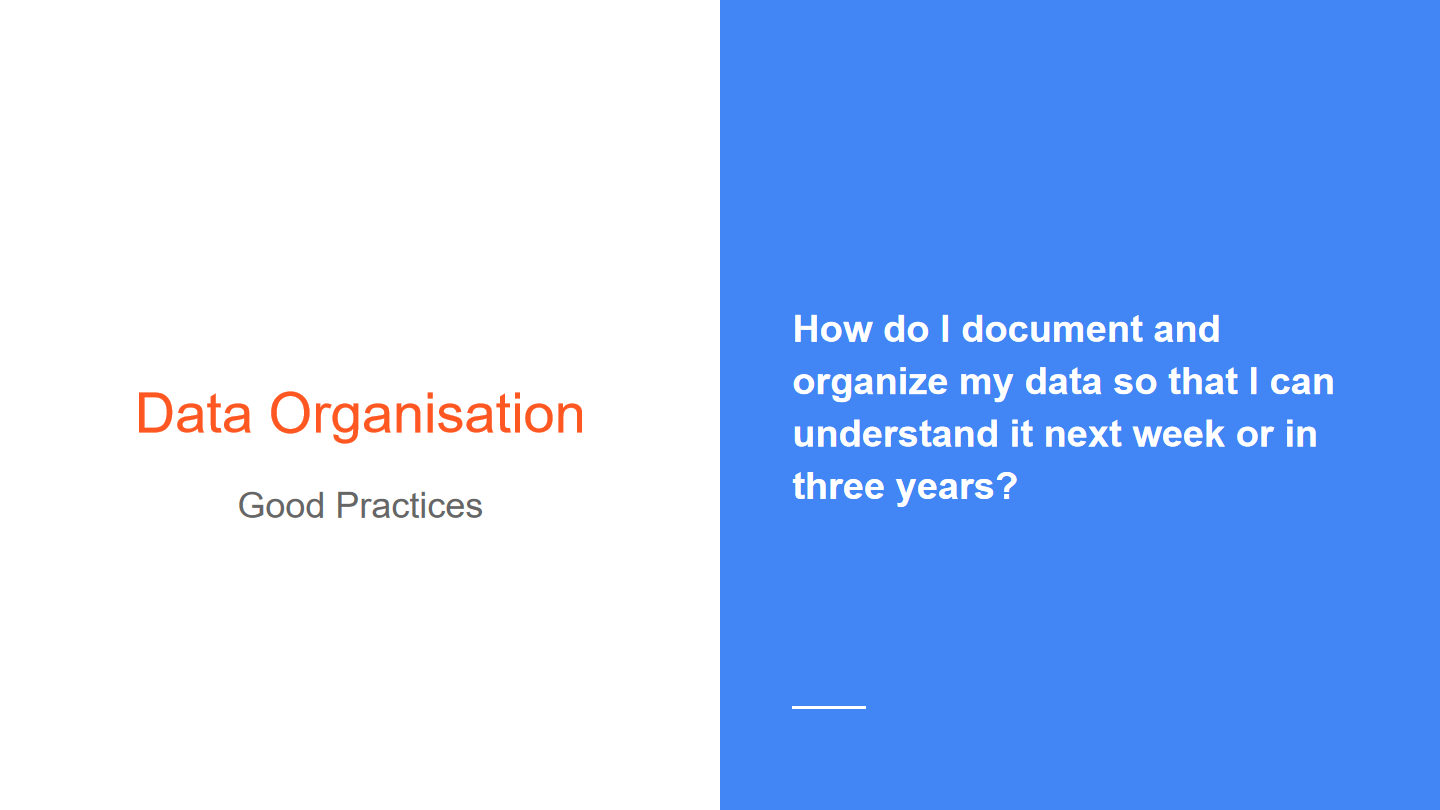 Data Organisation
Good Practices
How do I document and
organize my data so that I can
understand it next week or in
three years?